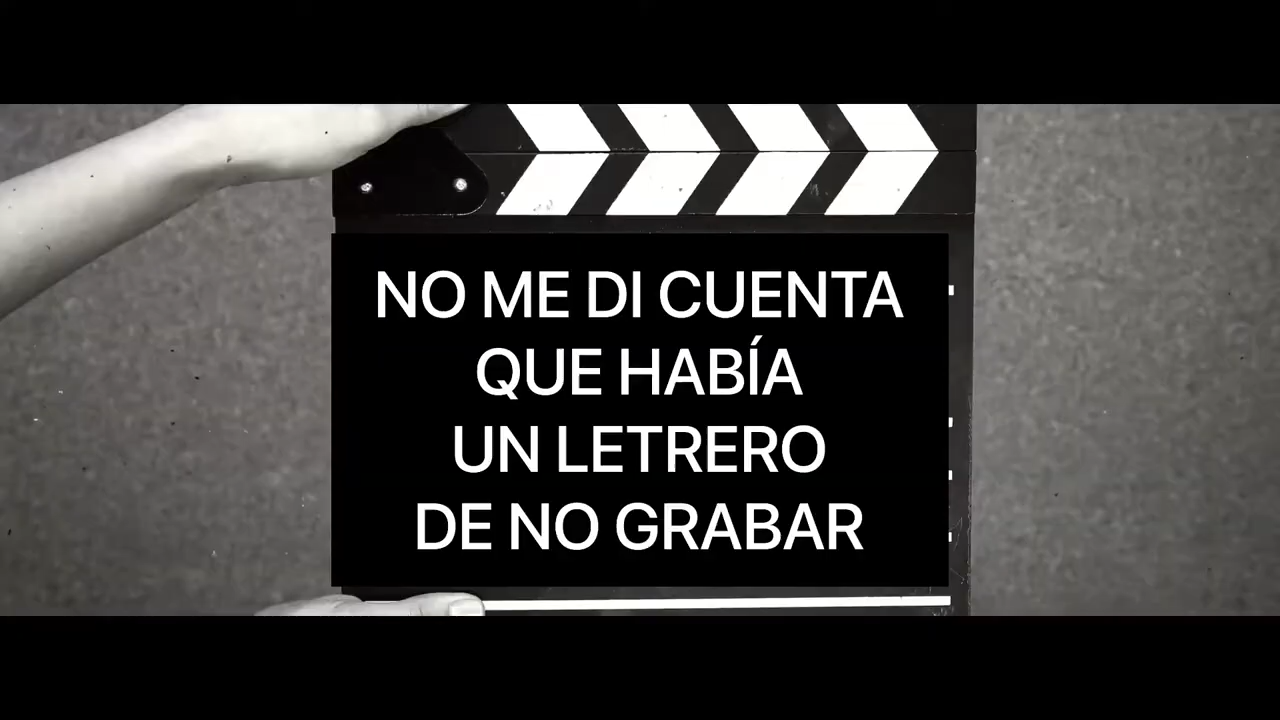 NO ME DI CUENTA
QUE HABÍA
UN LETRERO
DE NO GRABAR